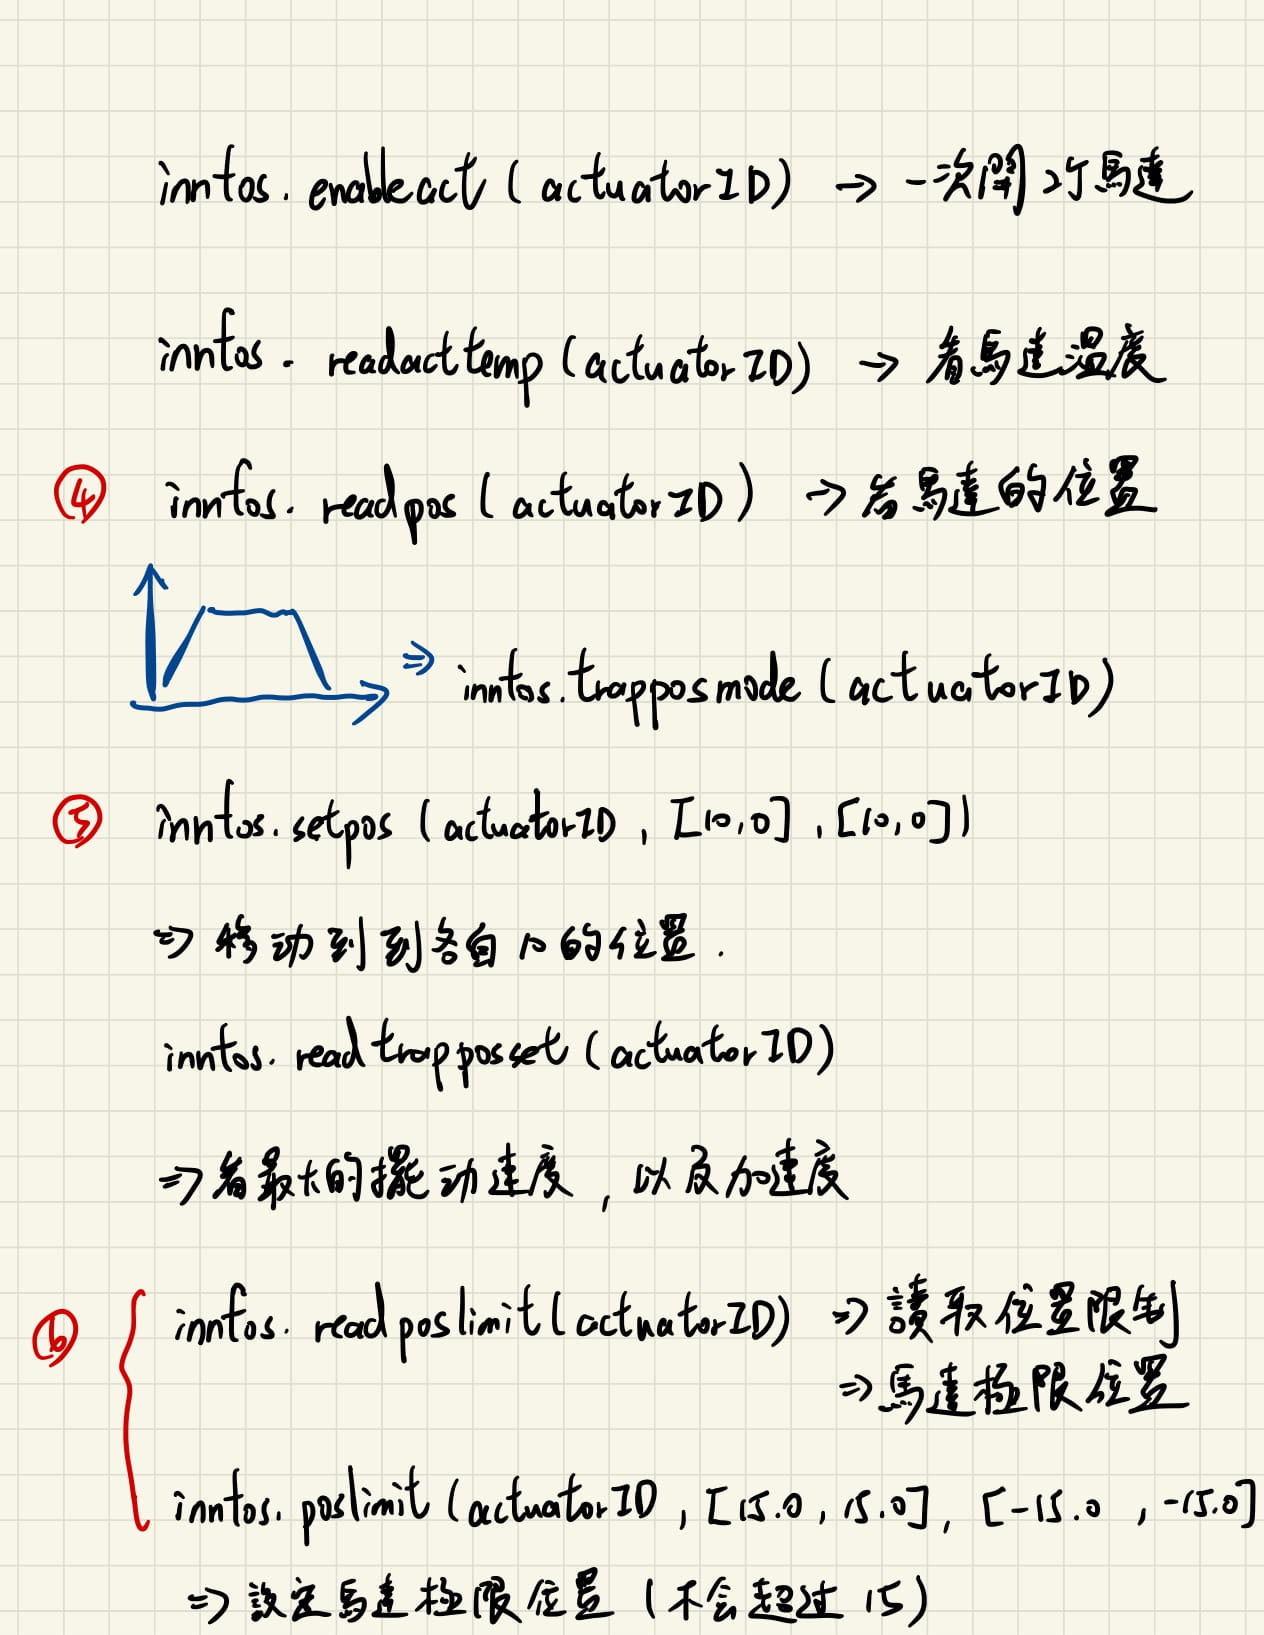 inntos.enableact(actuatorID) → 一次開2个馬達
inntos.readacttemp(actuatorID) → 看馬達溫度
④ inntos.readpos(actuatorID) → 看馬達的位置
⇒ inntos.trapposmode(actuatorID)
⑤ inntos.setpos(actuatorID, [10,0], [10,0])
⇒ 移动到到各自10的位置.
inntos.readtrapposset(actuatorID)
⇒ 看最大的擺动速度, 以及加速度
⑥ inntos.readposlimit(actuatorID) ⇒ 讀取位置限制
⇒ 馬達極限位置
inntos.poslimit(actuatorID, [15.0, 15.0], [-15.0, -15.0]
⇒ 設定馬達極限位置 (不会超过 15)